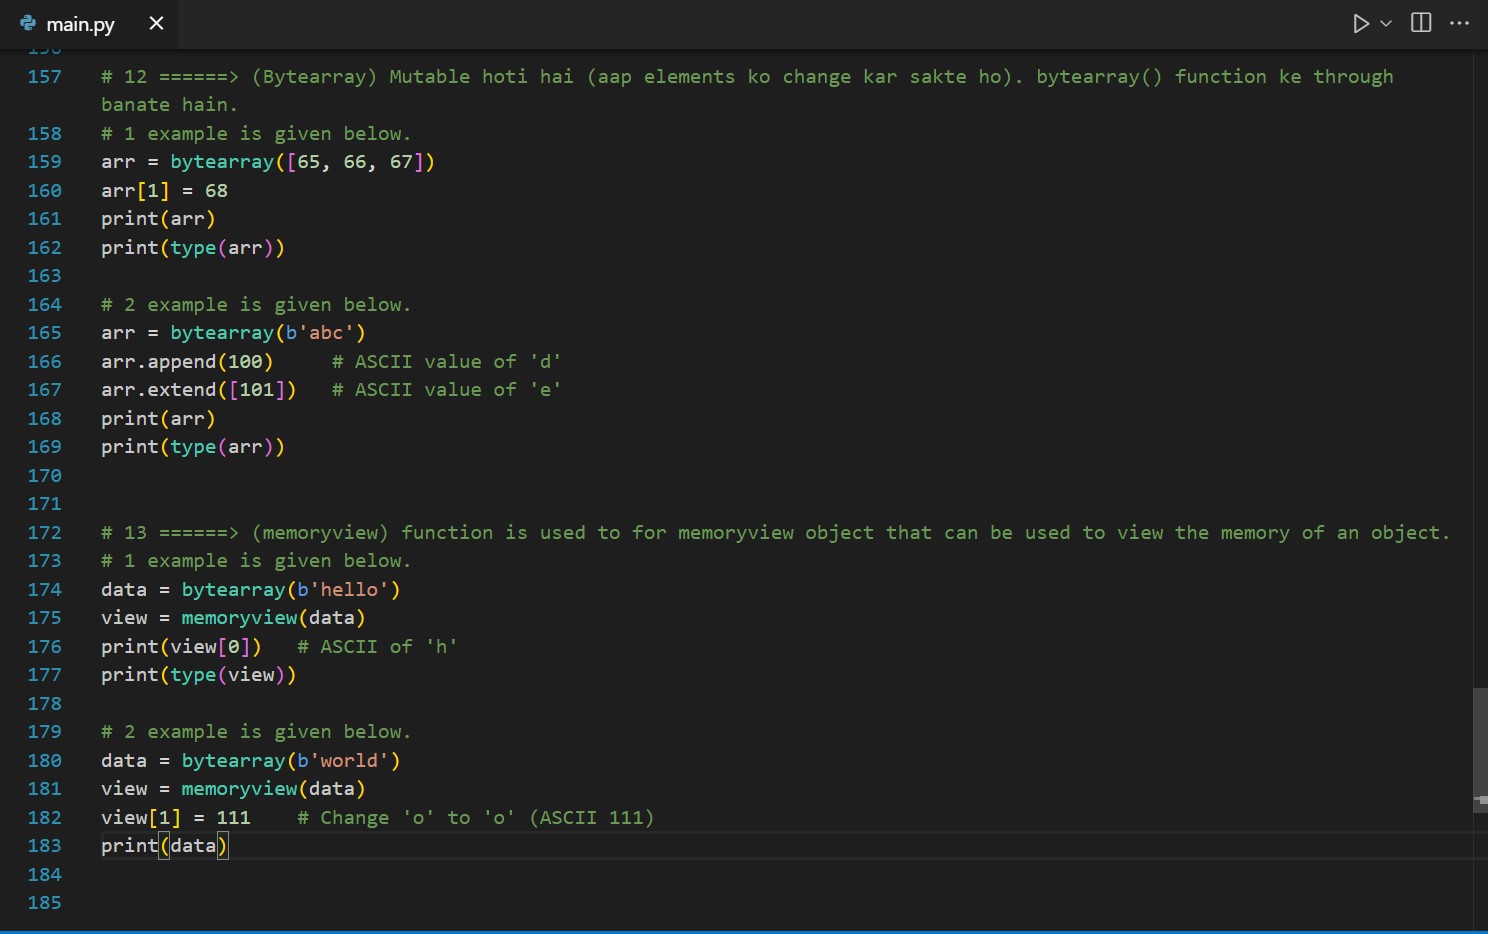 main.py
157 # 12 ======> (Bytearray) Mutable hoti hai (aap elements ko change kar sakte ho). bytearray() function ke through
banate hain.
158 # 1 example is given below.
159 arr = bytearray([65, 66, 67])
160 arr[1] = 68
161 print(arr)
162 print(type(arr))
163
164 # 2 example is given below.
165 arr = bytearray(b'abc')
166 arr.append(100)     # ASCII value of 'd'
167 arr.extend([101])   # ASCII value of 'e'
168 print(arr)
169 print(type(arr))
170
171
172 # 13 ======> (memoryview) function is used to for memoryview object that can be used to view the memory of an object.
173 # 1 example is given below.
174 data = bytearray(b'hello')
175 view = memoryview(data)
176 print(view[0])   # ASCII of 'h'
177 print(type(view))
178
179 # 2 example is given below.
180 data = bytearray(b'world')
181 view = memoryview(data)
182 view[1] = 111    # Change 'o' to 'o' (ASCII 111)
183 print(data)
184
185